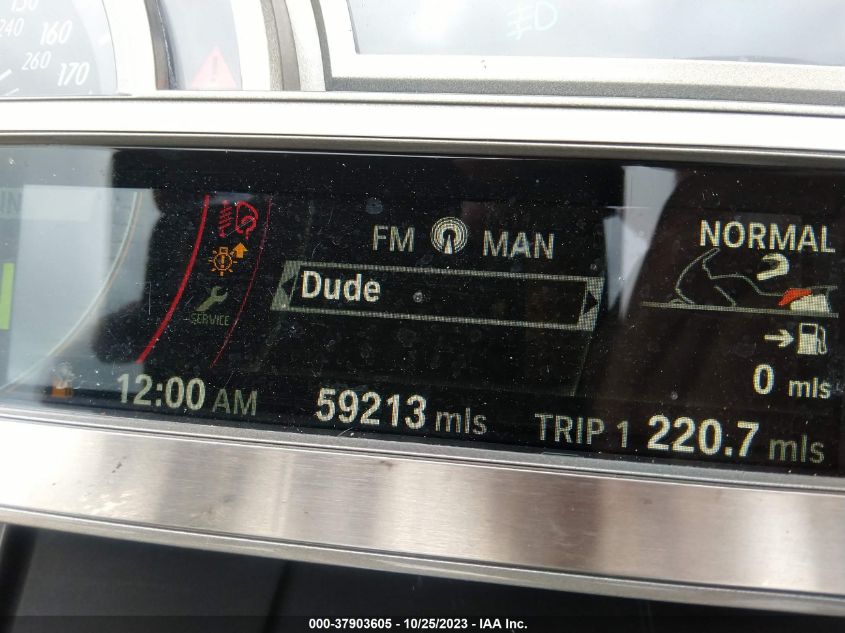 240 160
260 170
FM MAN
NORMAL
Dude
SERVICE
0 mls
12:00 AM 59213 mls TRIP 1 220.7 mls
000-37903605 - 10/25/2023 - IAA Inc.